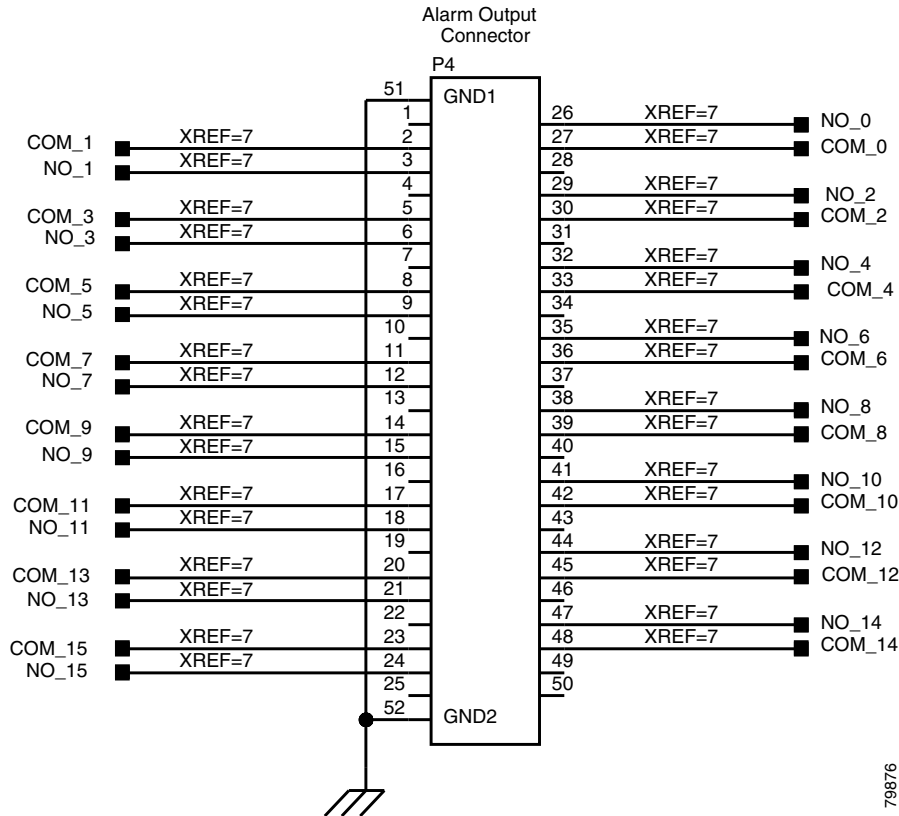 Alarm Output
Connector
P4
51
GND1
1
26
XREF=7
NO_0
COM_1
XREF=7
2
27
XREF=7
COM_0
NO_1
XREF=7
3
28
4
29
XREF=7
NO_2
COM_3
XREF=7
5
30
XREF=7
COM_2
NO_3
XREF=7
6
31
7
32
XREF=7
NO_4
COM_5
XREF=7
8
33
XREF=7
COM_4
NO_5
XREF=7
9
34
10
35
XREF=7
NO_6
COM_7
XREF=7
11
36
XREF=7
COM_6
NO_7
XREF=7
12
37
13
38
XREF=7
NO_8
COM_9
XREF=7
14
39
XREF=7
COM_8
NO_9
XREF=7
15
40
16
41
XREF=7
NO_10
COM_11
XREF=7
17
42
XREF=7
COM_10
NO_11
XREF=7
18
43
19
44
XREF=7
NO_12
COM_13
XREF=7
20
45
XREF=7
COM_12
NO_13
XREF=7
21
46
22
47
XREF=7
NO_14
COM_15
XREF=7
23
48
XREF=7
COM_14
NO_15
XREF=7
24
49
25
50
52
GND2
79876